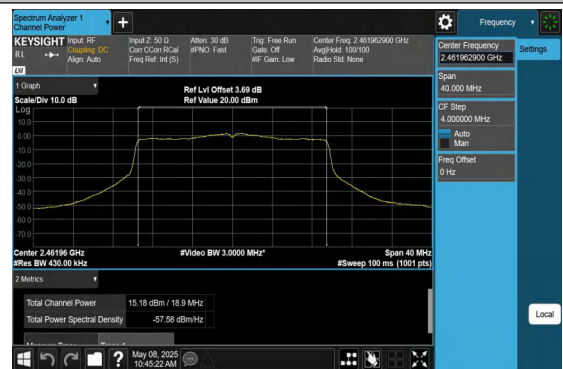 Spectrum Analyzer 1
Channel Power
+
Frequency
KEYSIGHT
R L
Input: RF
Coupling: DC
Align: Auto
Input Z: 50 Ω
Corr CCorr RCal
Freq Ref: Int (S)
Atten: 30 dB
#PNO: Fast
Trig: Free Run
Gate: Off
#IF Gain: Low
Center Freq: 2.461962900 GHz
Avg|Hold: 100/100
Radio Std: None
Center Frequency
2.461962900 GHz
Settings
Span
40.000 MHz
CF Step
4.000000 MHz
Auto
Man
Freq Offset
0 Hz
1 Graph
Scale/Div 10.0 dB
Ref Lvl Offset 3.69 dB
Ref Value 20.00 dBm
Log
10.0
0.00
-10.0
-20.0
-30.0
-40.0
-50.0
-60.0
-70.0
Center 2.46196 GHz
#Res BW 430.00 kHz
#Video BW 3.0000 MHz*
Span 40 MHz
#Sweep 100 ms (1001 pts)
2 Metrics
Total Channel Power 15.18 dBm / 18.9 MHz
Total Power Spectral Density -57.58 dBm/Hz
Local
?
May 08, 2025
10:45:22 AM